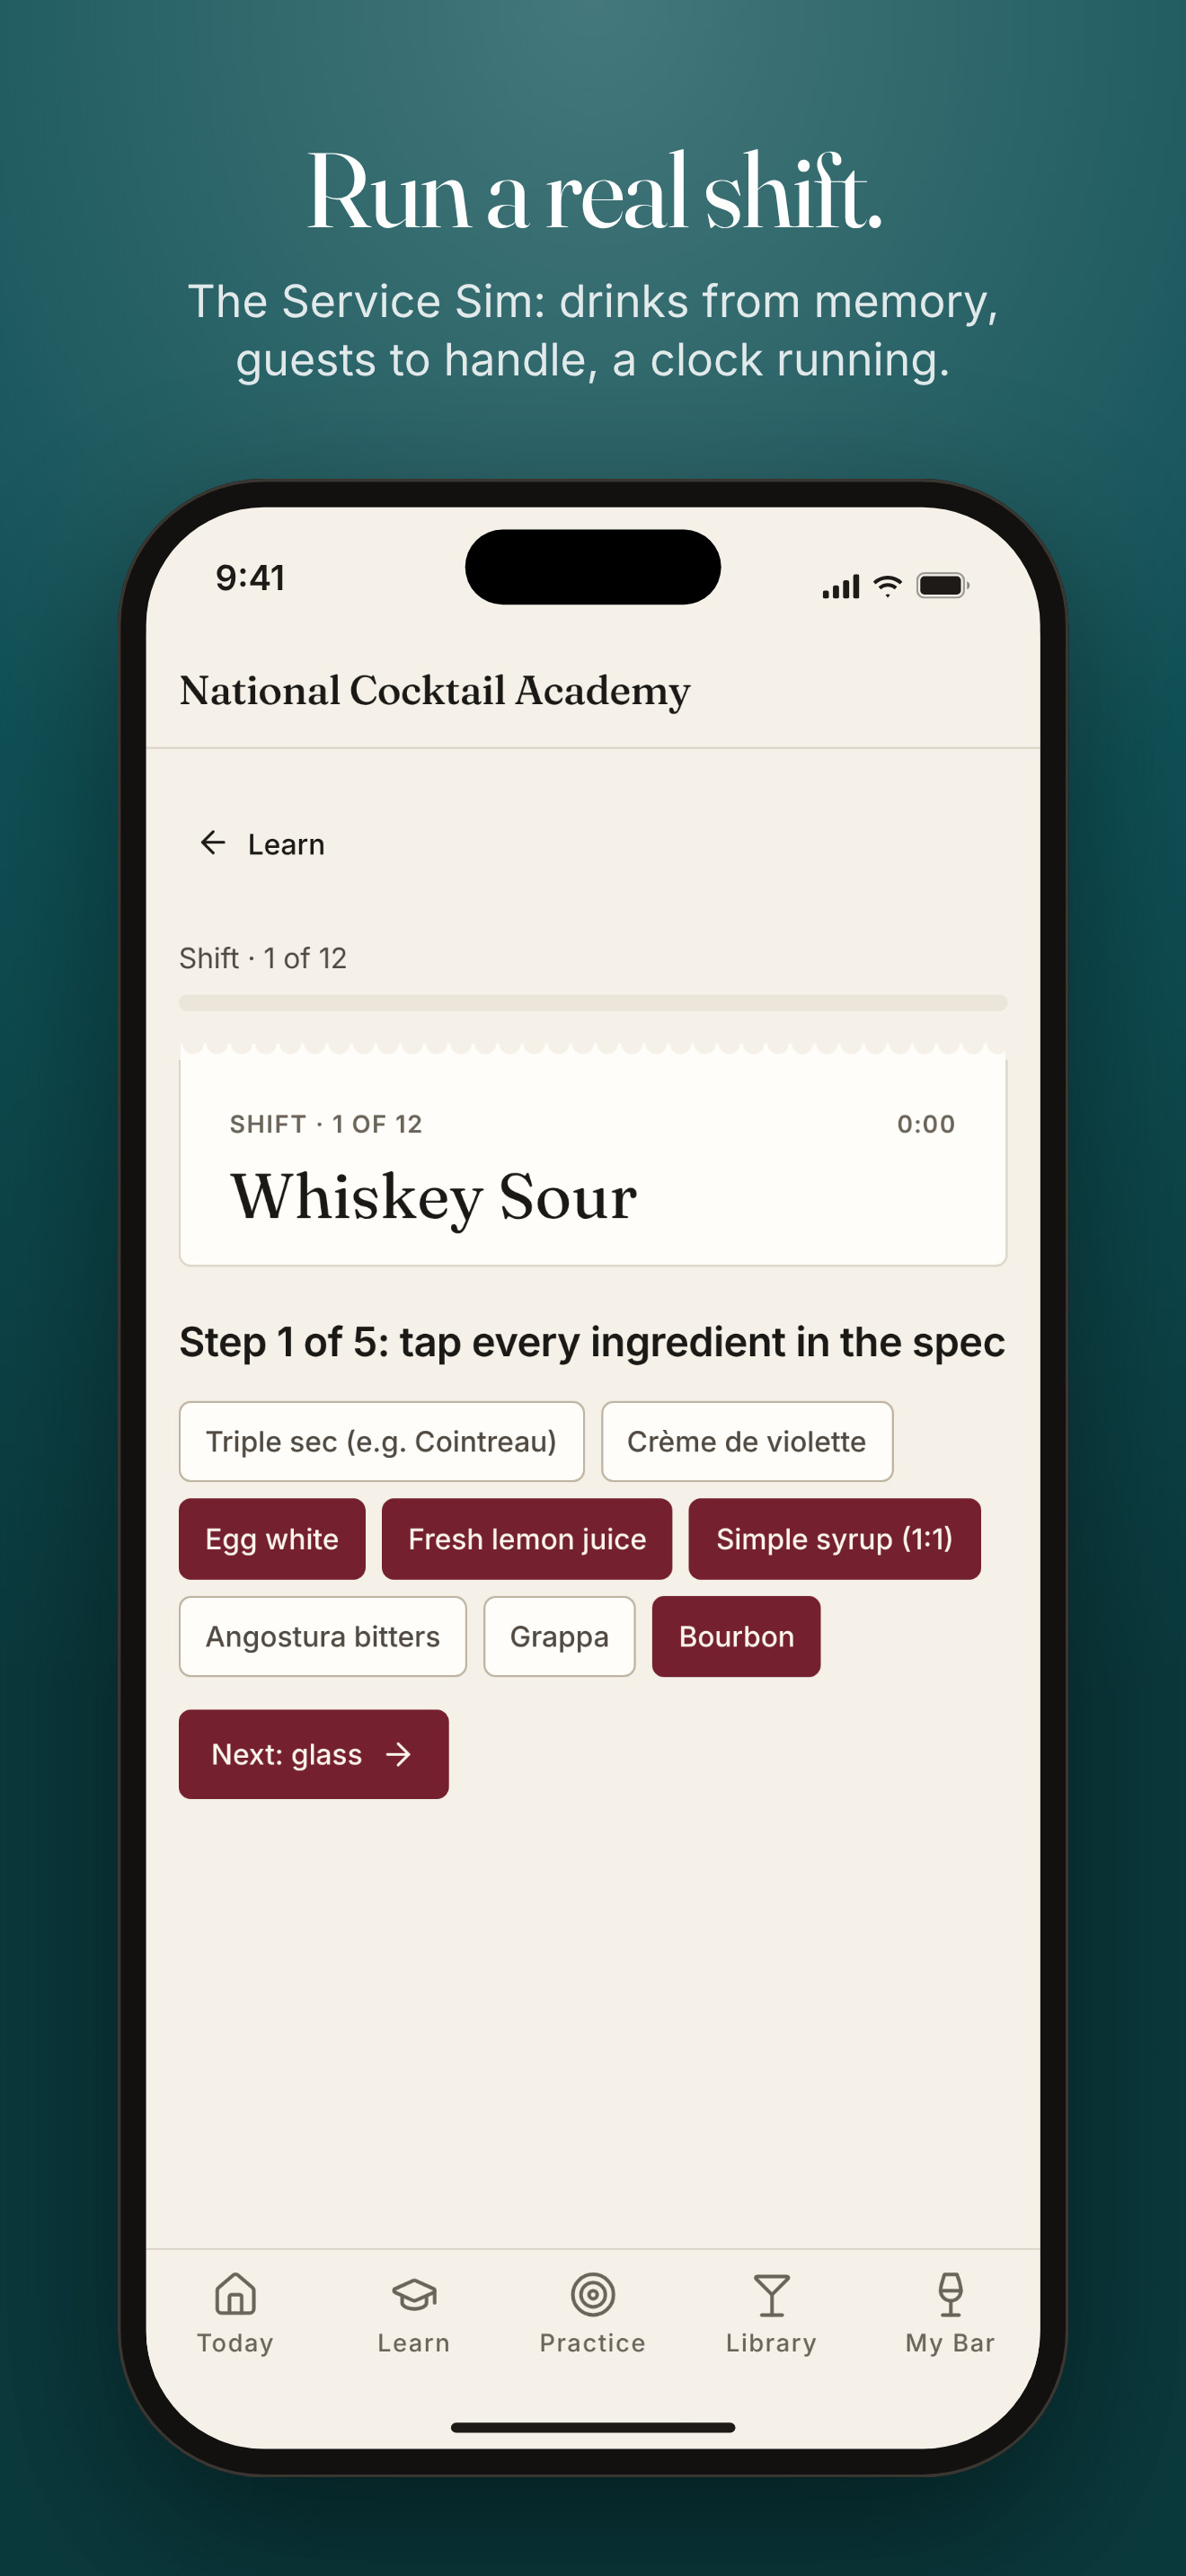 Run a real shift.
The Service Sim: drinks from memory,
guests to handle, a clock running.
9:41
National Cocktail Academy
← Learn
Shift · 1 of 12
SHIFT · 1 OF 12 0:00
Whiskey Sour
Step 1 of 5: tap every ingredient in the spec
Triple sec (e.g. Cointreau) Crème de violette
Egg white Fresh lemon juice Simple syrup (1:1)
Angostura bitters Grappa Bourbon
Next: glass →
Today Learn Practice Library My Bar